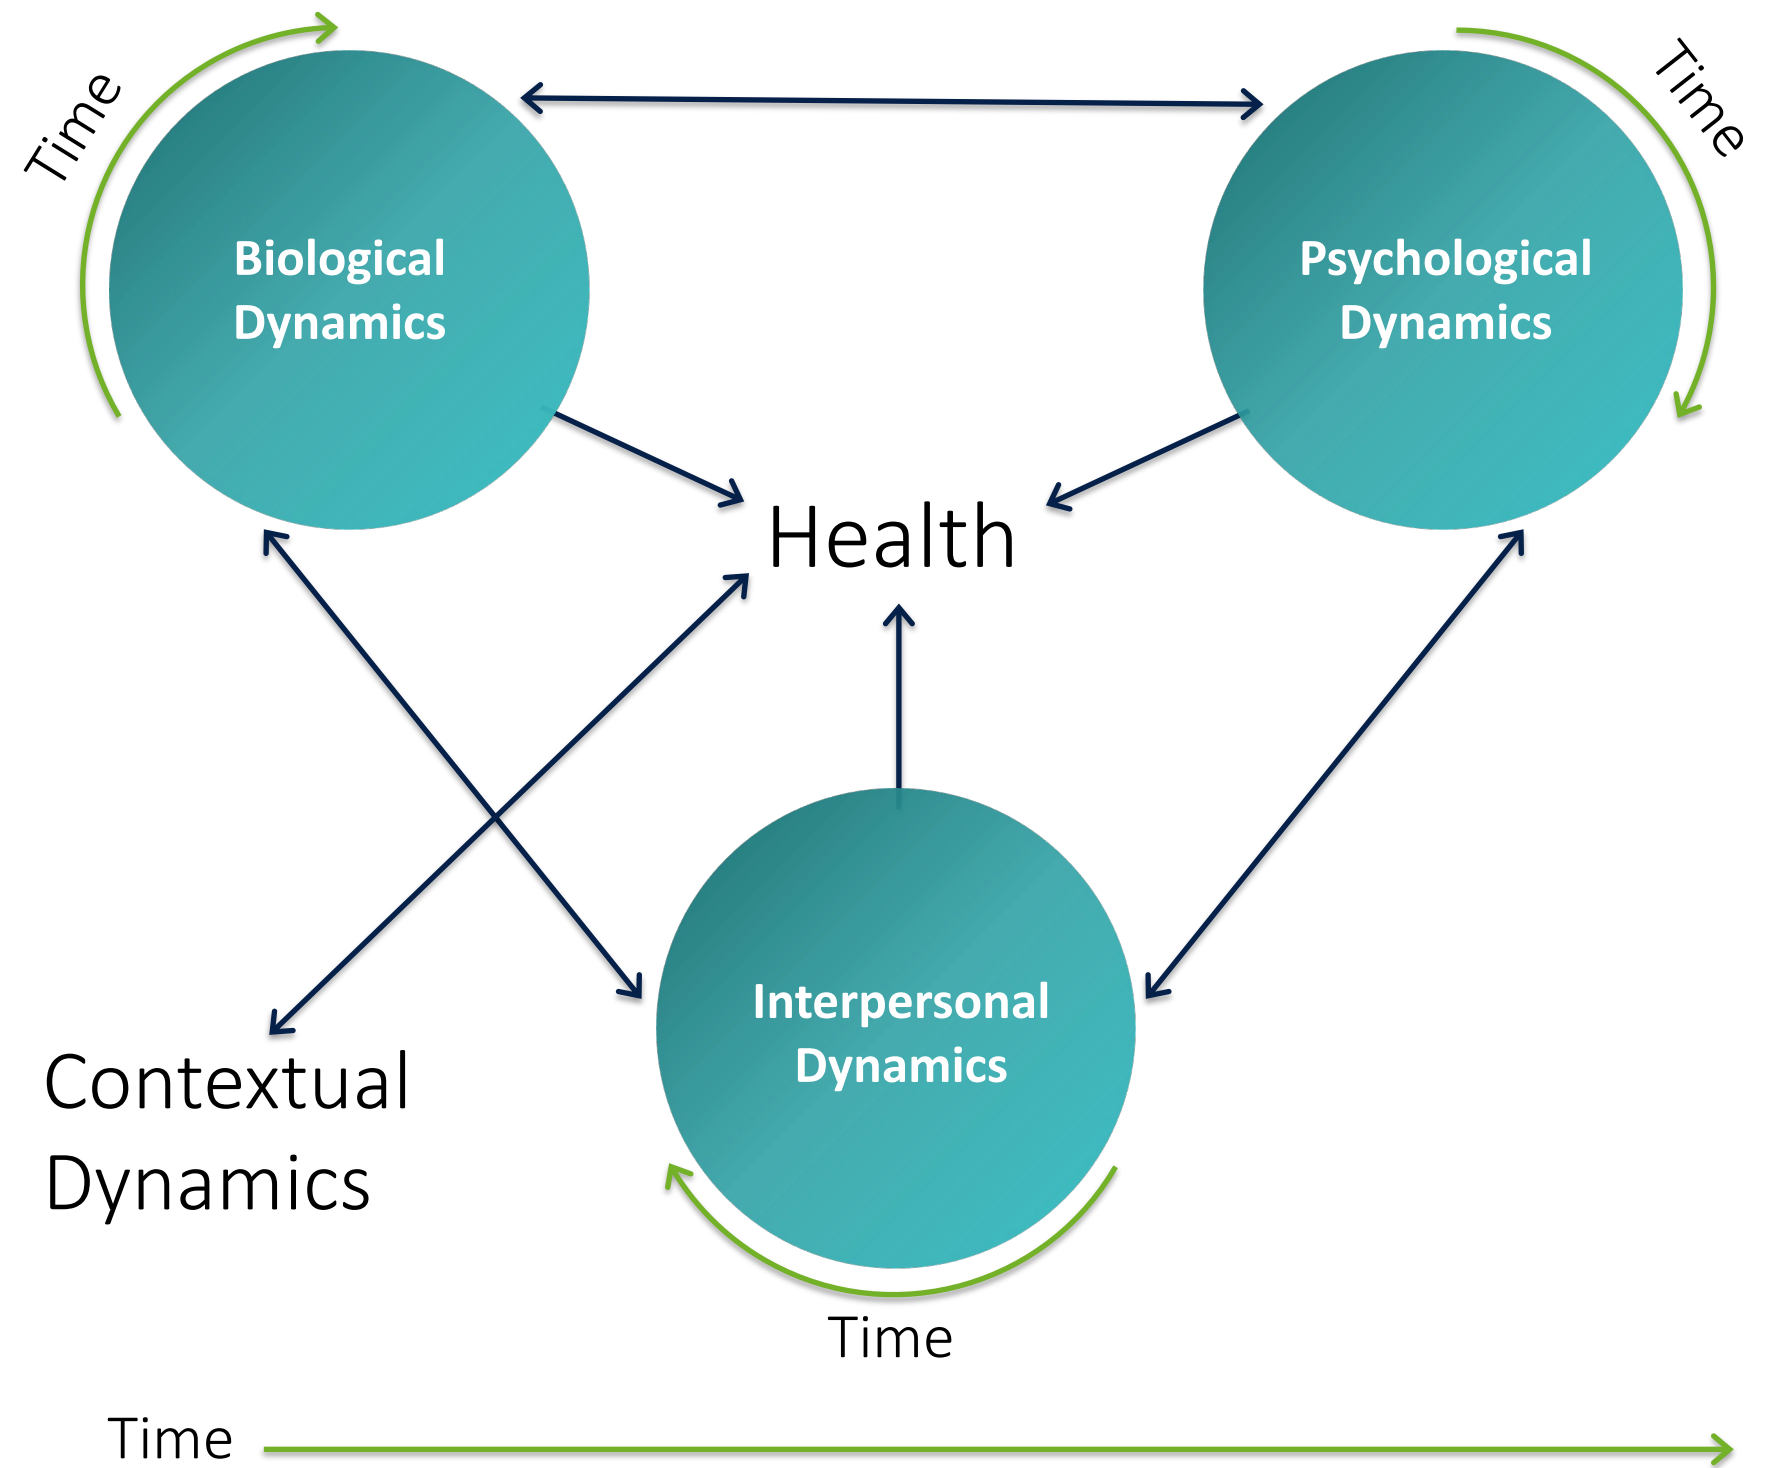 Time
Time
Biological
Dynamics
Psychological
Dynamics
Health
Interpersonal
Dynamics
Contextual
Dynamics
Time
Time